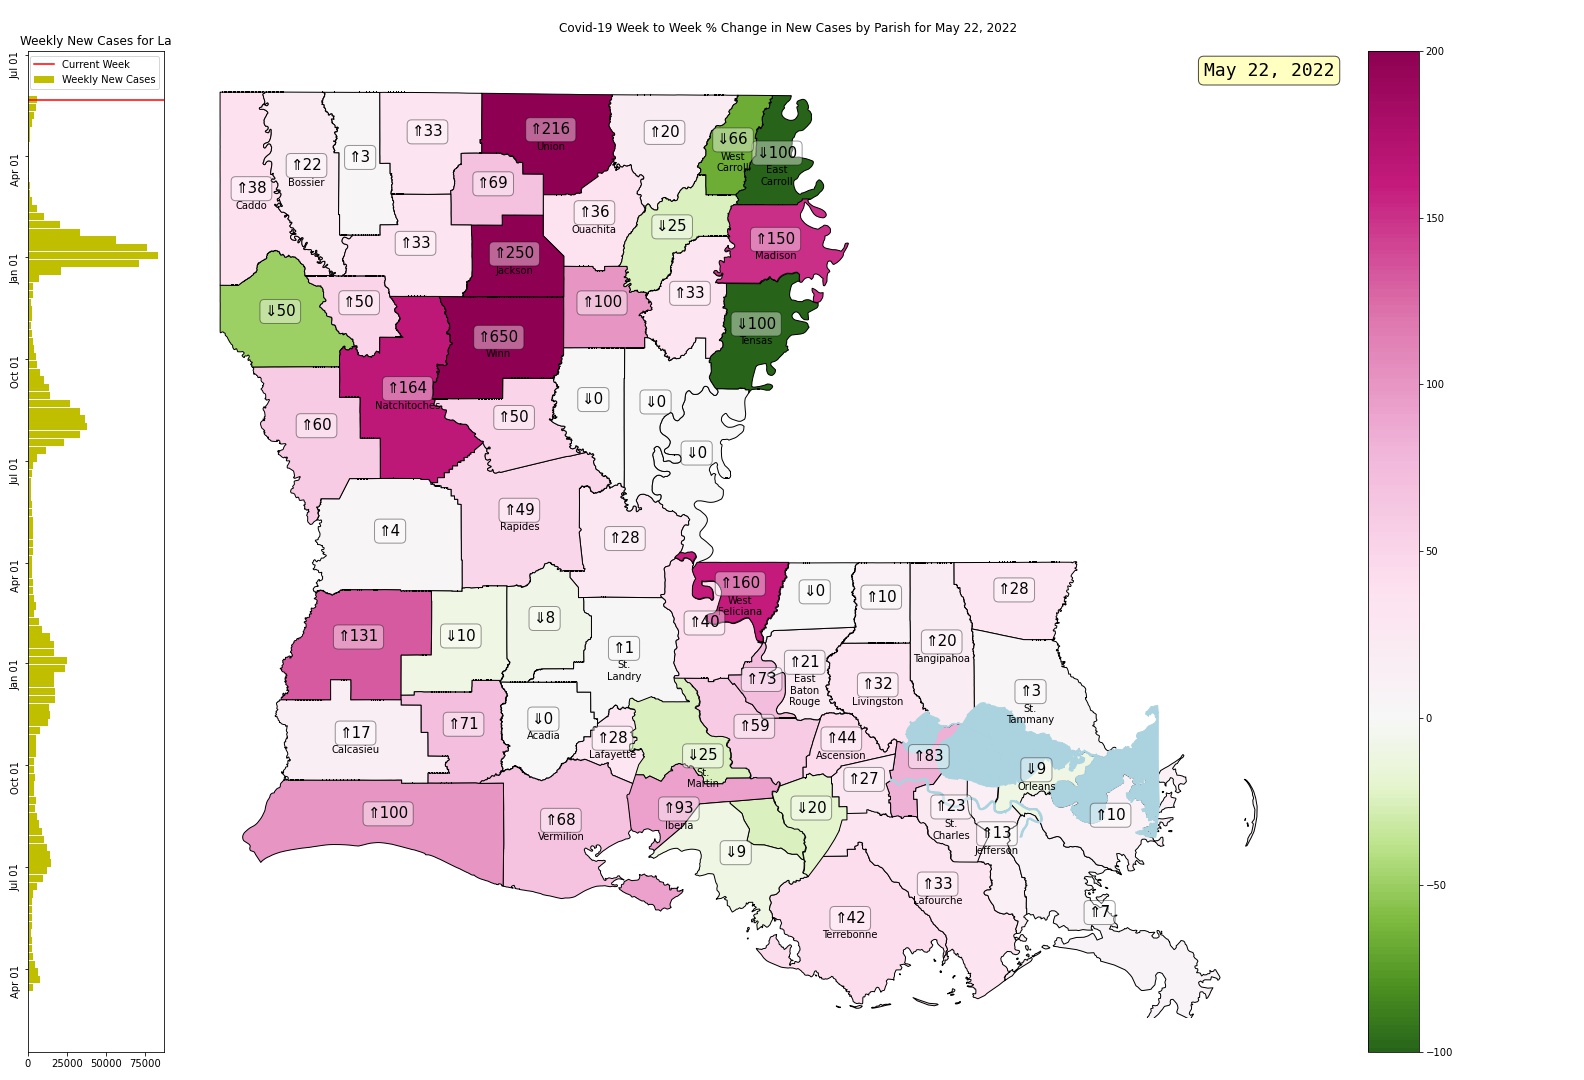 Covid-19 Week to Week % Change in New Cases by Parish for May 22, 2022
Weekly New Cases for La
Current Week
Weekly New Cases
May 22, 2022
Jul 01
Apr 01
Jan 01
Oct 01
Jul 01
Apr 01
Jan 01
Oct 01
Jul 01
Apr 01
0
25000
50000
75000
⇑38
Caddo
⇑22
Bossier
⇑3
⇑33
⇑216
Union
⇑20
⇓66
West
Carroll
⇓100
East
Carroll
⇑69
⇑36
Ouachita
⇓25
⇑150
Madison
⇑33
⇑250
Jackson
⇓50
⇑50
⇑100
⇑33
⇓100
Tensas
⇑650
Winn
⇑164
Natchitoches
⇑60
⇑50
⇓0
⇓0
⇓0
⇑4
⇑49
Rapides
⇑28
⇑160
West
Feliciana
⇓0
⇑10
⇑28
⇑131
⇓10
⇓8
⇑40
⇑1
St.
Landry
⇑20
Tangipahoa
⇑73
⇑21
East
Baton
Rouge
⇑32
Livingston
⇑3
St.
Tammany
⇑17
Calcasieu
⇑71
⇓0
Acadia
⇑28
Lafayette
⇓25
St.
Martin
⇑59
⇑44
Ascension
⇑83
⇓9
Orleans
⇑27
⇑100
⇑68
Vermilion
⇑93
Iberia
⇓20
⇑23
St.
Charles
⇑10
⇑13
Jefferson
⇓9
⇑33
Lafourche
⇑42
Terrebonne
⇑7
200
150
100
50
0
−50
−100